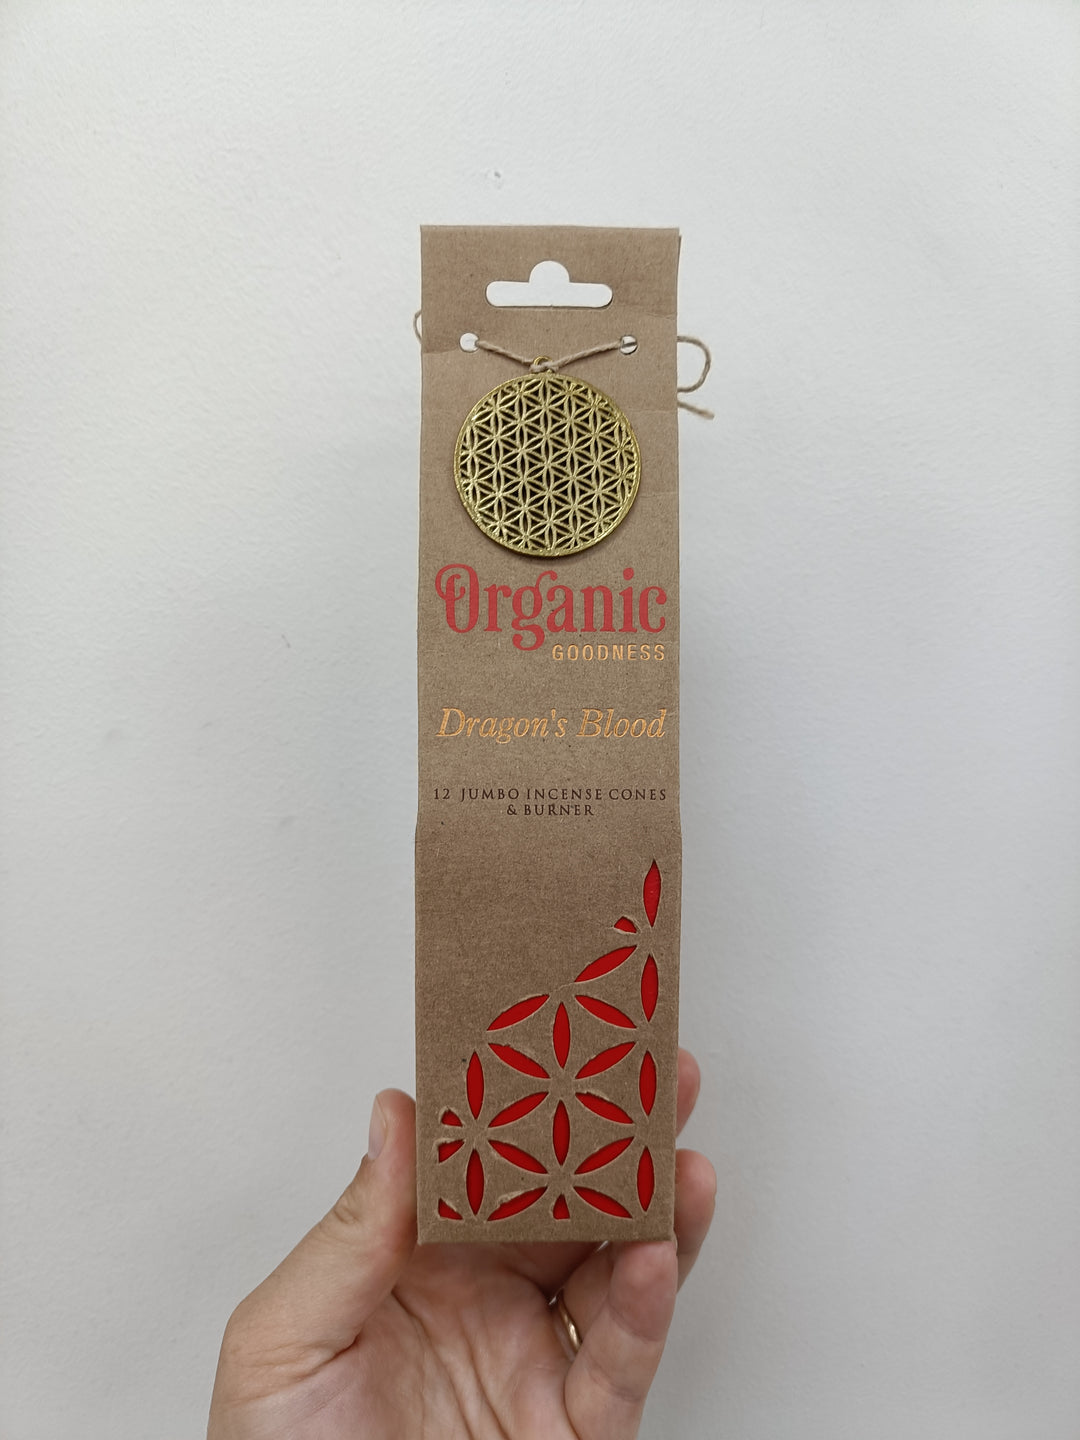 Organic
GOODNESS
Dragon's Blood
12 JUMBO INCENSE CONES
& BURNER